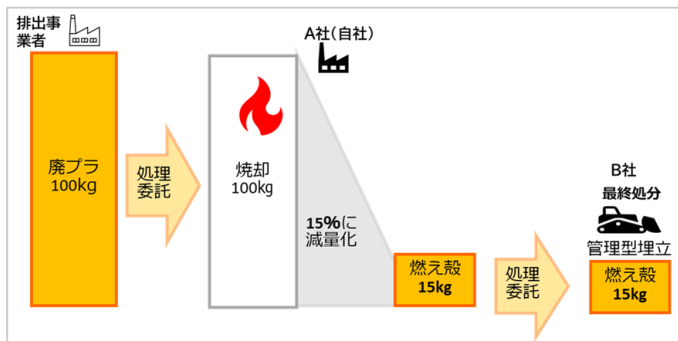 排出事
業者
廃プラ
100kg
処理
委託
焼却
100kg
A社(自社)
15%に
減量化
燃え殻
15kg
処理
委託
B社
最終処分
管理型埋立
燃え殻
15kg